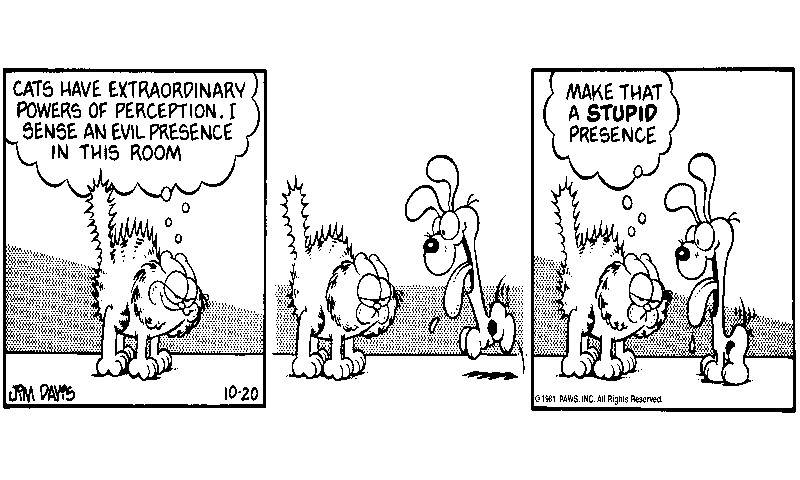 CATS HAVE EXTRAORDINARY
POWERS OF PERCEPTION. I
SENSE AN EVIL PRESENCE
IN THIS ROOM
JIM DAVIS
10-20
MAKE THAT
A STUPID
PRESENCE
© 1981 PAWS, INC. All Rights Reserved.